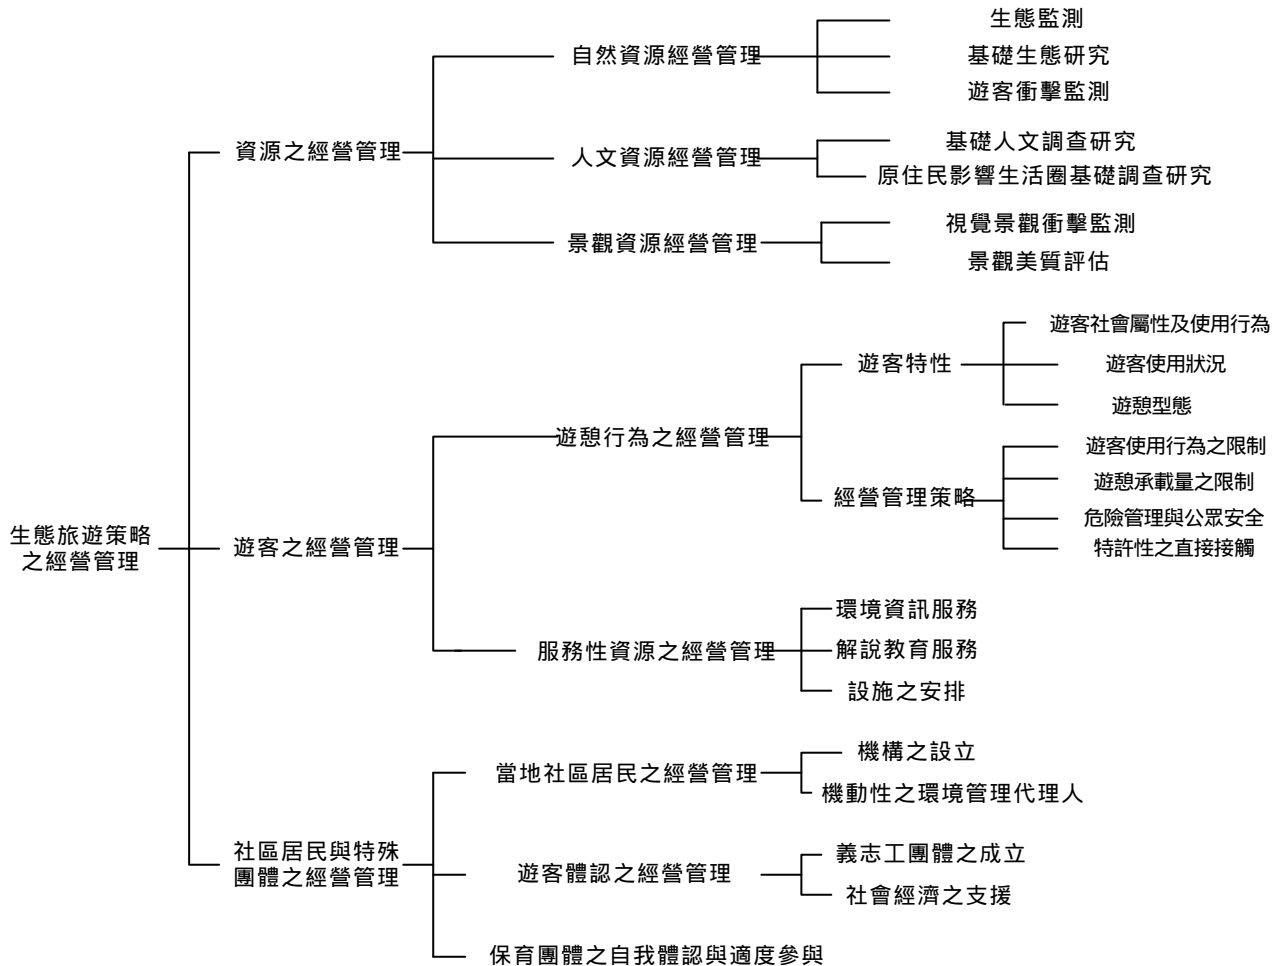 生態旅遊策略
之經營管理
資源之經營管理
自然資源經營管理
生態監測
基礎生態研究
遊客衝擊監測
人文資源經營管理
基礎人文調查研究
原住民影響生活圈基礎調查研究
景觀資源經營管理
視覺景觀衝擊監測
景觀美質評估
遊客之經營管理
遊憩行為之經營管理
遊客特性
遊客社會屬性及使用行為
遊客使用狀況
遊憩型態
經營管理策略
遊客使用行為之限制
遊憩承載量之限制
危險管理與公眾安全
特許性之直接接觸
服務性資源之經營管理
環境資訊服務
解說教育服務
設施之安排
社區居民與特殊
團體之經營管理
當地社區居民之經營管理
機構之設立
機動性之環境管理代理人
遊客體認之經營管理
義志工團體之成立
社會經濟之支援
保育團體之自我體認與適度參與